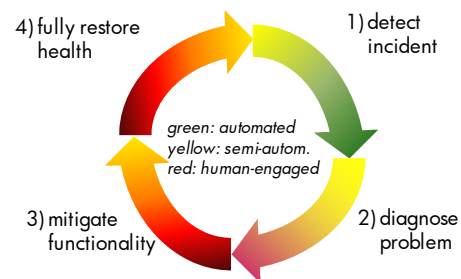 4) fully restore
health
1) detect
incident
green: automated
yellow: semi-autom.
red: human-engaged
3) mitigate
functionality
2) diagnose
problem